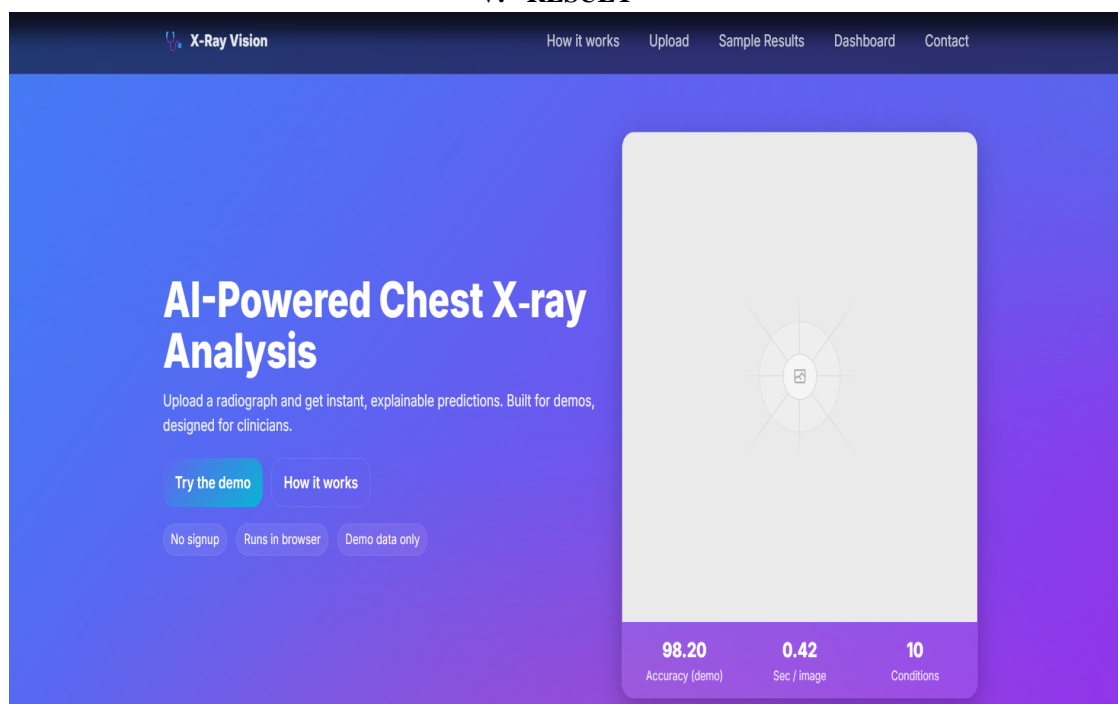 V. RESULT
X-Ray Vision
How it works
Upload
Sample Results
Dashboard
Contact
AI-Powered Chest X-ray
Analysis
Upload a radiograph and get instant, explainable predictions. Built for demos,
designed for clinicians.
Try the demo
How it works
No signup
Runs in browser
Demo data only
98.20
Accuracy (demo)
0.42
Sec / image
10
Conditions